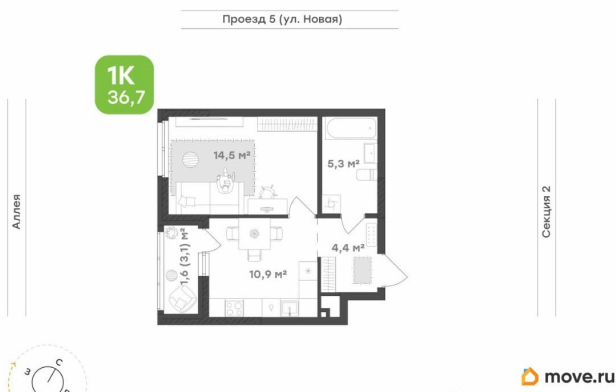 Проезд 5 (ул. Новая)
1К
36,7
14,5 м²
5,3 м²
Аллея
Секция 2
1,6 (3,1) м²
4,4 м²
10,9 м²
С
З
move.ru